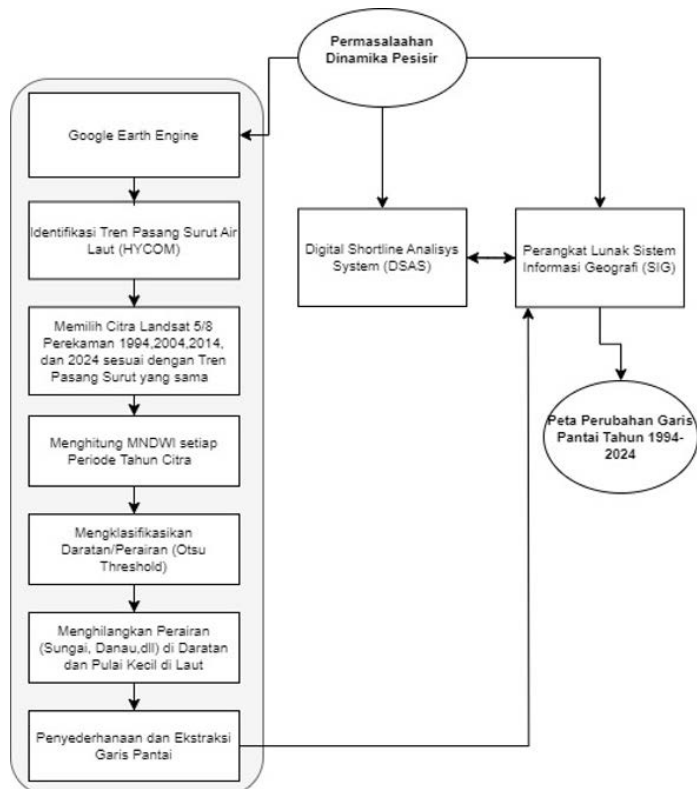 Permasalaahan
Dinamika Pesisir
Google Earth Engine
Identifikasi Tren Pasang Surut Air
Laut (HYCOM)
Memilih Citra Landsat 5/8
Perekaman 1994,2004,2014,
dan 2024 sesuai dengan Tren
Pasang Surut yang sama
Menghitung MNDWI setiap
Periode Tahun Citra
Mengklasifikasikan
Daratan/Perairan (Otsu
Threshold)
Menghilangkan Perairan
(Sungai, Danau,dll) di Daratan
dan Pulai Kecil di Laut
Penyederhanaan dan Ekstraksi
Garis Pantai
Digital Shortline Analisys
System (DSAS)
Perangkat Lunak Sistem
Informasi Geografi (SIG)
Peta Perubahan Garis
Pantai Tahun 1994-
2024